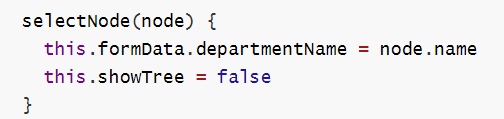 selectNode(node) {
  this.formData.departmentName = node.name
  this.showTree = false
}